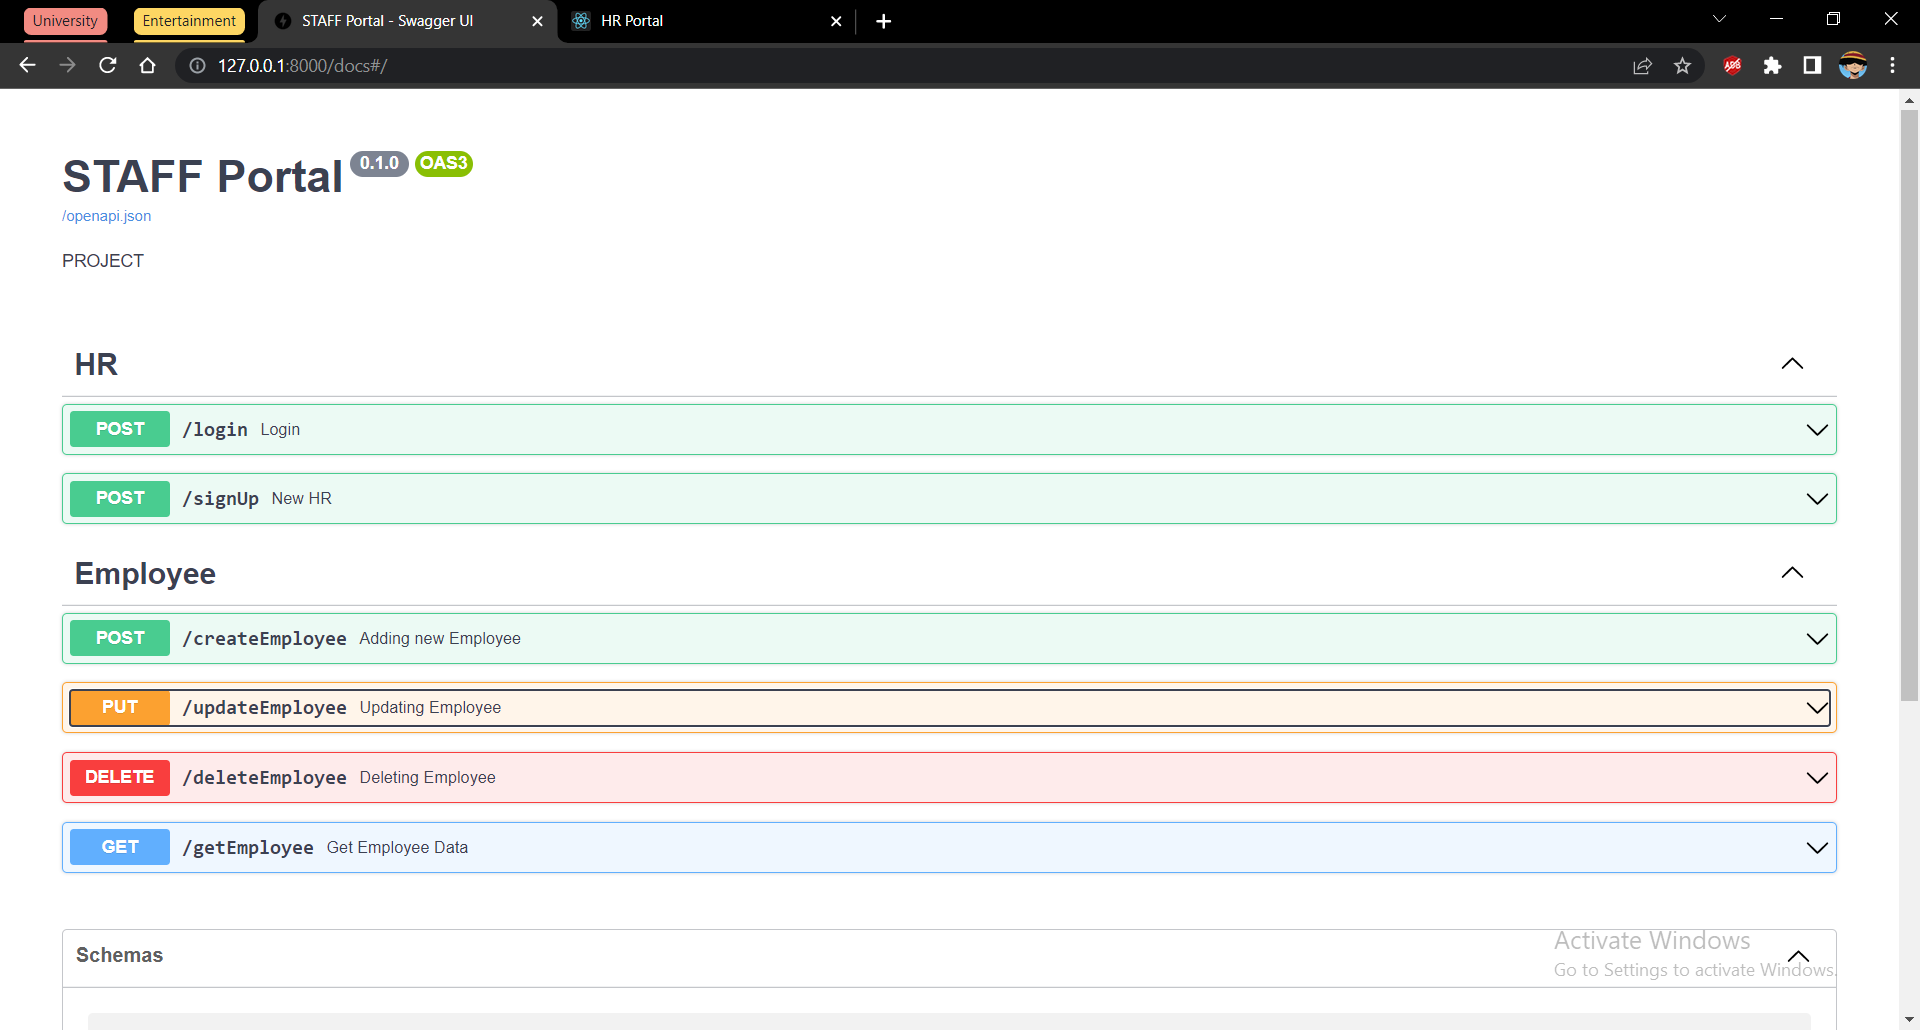 University
Entertainment
STAFF Portal - Swagger UI
HR Portal
127.0.0.1:8000/docs#/
STAFF Portal 0.1.0 OAS3
/openapi.json
PROJECT
HR
POST /login Login
POST /signUp New HR
Employee
POST /createEmployee Adding new Employee
PUT /updateEmployee Updating Employee
DELETE /deleteEmployee Deleting Employee
GET /getEmployee Get Employee Data
Schemas
Activate Windows
Go to Settings to activate Windows.